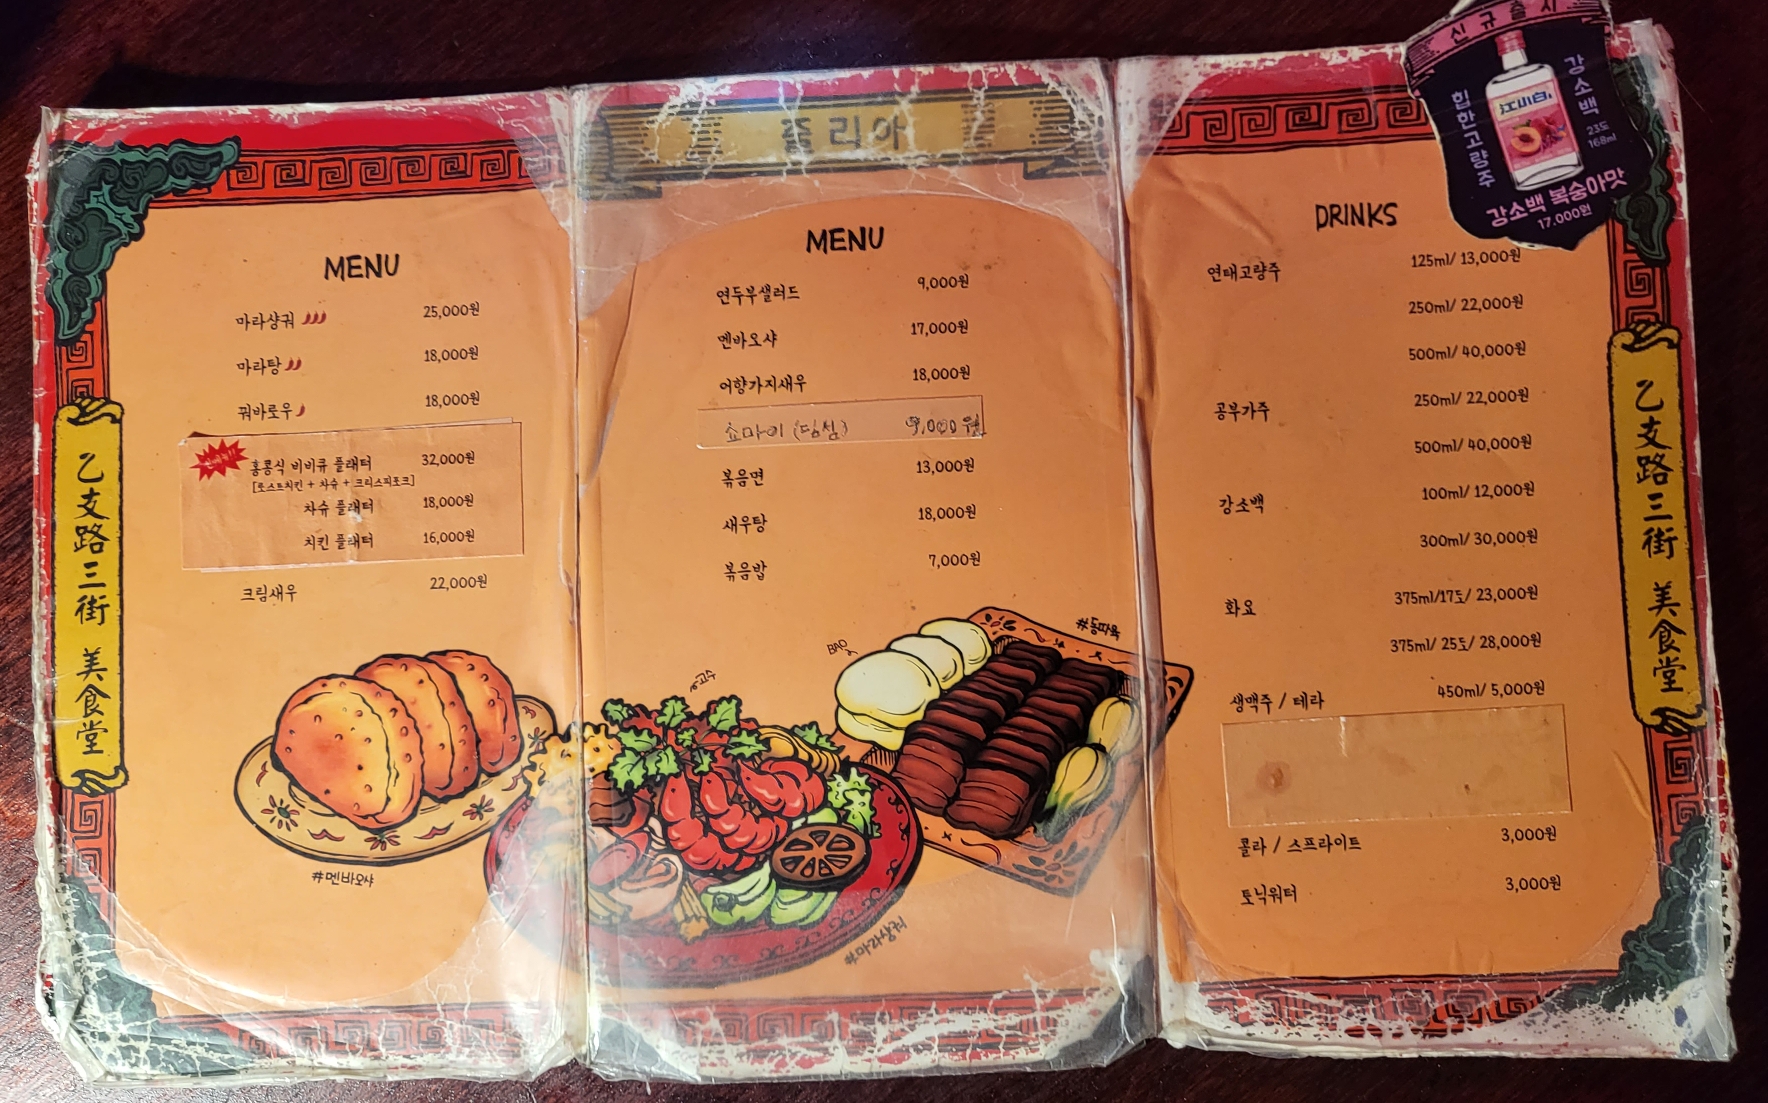 줄리아
乙支路三街 美食堂
MENU
마라샹궈 25,000원
마라탕 18,000원
꿔바로우 18,000원
홍콩식 비비큐 플래터 32,000원
[로스트치킨 + 차슈 + 크리스피포크]
차슈 플래터 18,000원
치킨 플래터 16,000원
크림새우 22,000원
#멘바오샤
MENU
연두부샐러드 9,000원
멘바오샤 17,000원
어향가지새우 18,000원
쇼마이 (딤섬) 9,000원
볶음면 13,000원
새우탕 18,000원
볶음밥 7,000원
BAO
#동파육
고수
#마라샹궈
DRINKS
연태고량주 125ml/ 13,000원
250ml/ 22,000원
500ml/ 40,000원
공부가주 250ml/ 22,000원
500ml/ 40,000원
강소백 100ml/ 12,000원
300ml/ 30,000원
화요 375ml/17도/ 23,000원
375ml/ 25도/ 28,000원
생맥주 / 테라 450ml/ 5,000원
콜라 / 스프라이트 3,000원
토닉워터 3,000원
신규출시
힙한고량주
강소백
23도
168ml
江小白
강소백 복숭아맛
17.000원
乙支路三街 美食堂